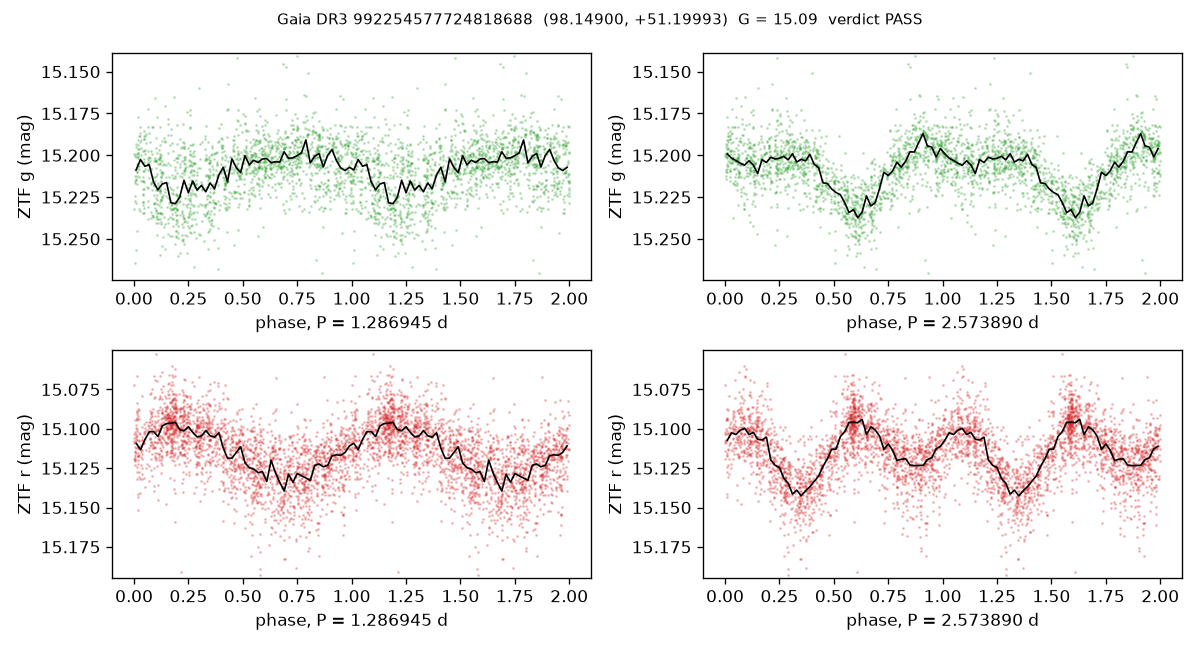 Gaia DR3 992254577724818688  (98.14900, +51.19993)  G = 15.09  verdict PASS
ZTF g (mag)
15.150
15.175
15.200
15.225
15.250
0.00 0.25 0.50 0.75 1.00 1.25 1.50 1.75 2.00
phase, P = 1.286945 d
ZTF g (mag)
15.150
15.175
15.200
15.225
15.250
0.00 0.25 0.50 0.75 1.00 1.25 1.50 1.75 2.00
phase, P = 2.573890 d
ZTF r (mag)
15.075
15.100
15.125
15.150
15.175
0.00 0.25 0.50 0.75 1.00 1.25 1.50 1.75 2.00
phase, P = 1.286945 d
ZTF r (mag)
15.075
15.100
15.125
15.150
15.175
0.00 0.25 0.50 0.75 1.00 1.25 1.50 1.75 2.00
phase, P = 2.573890 d